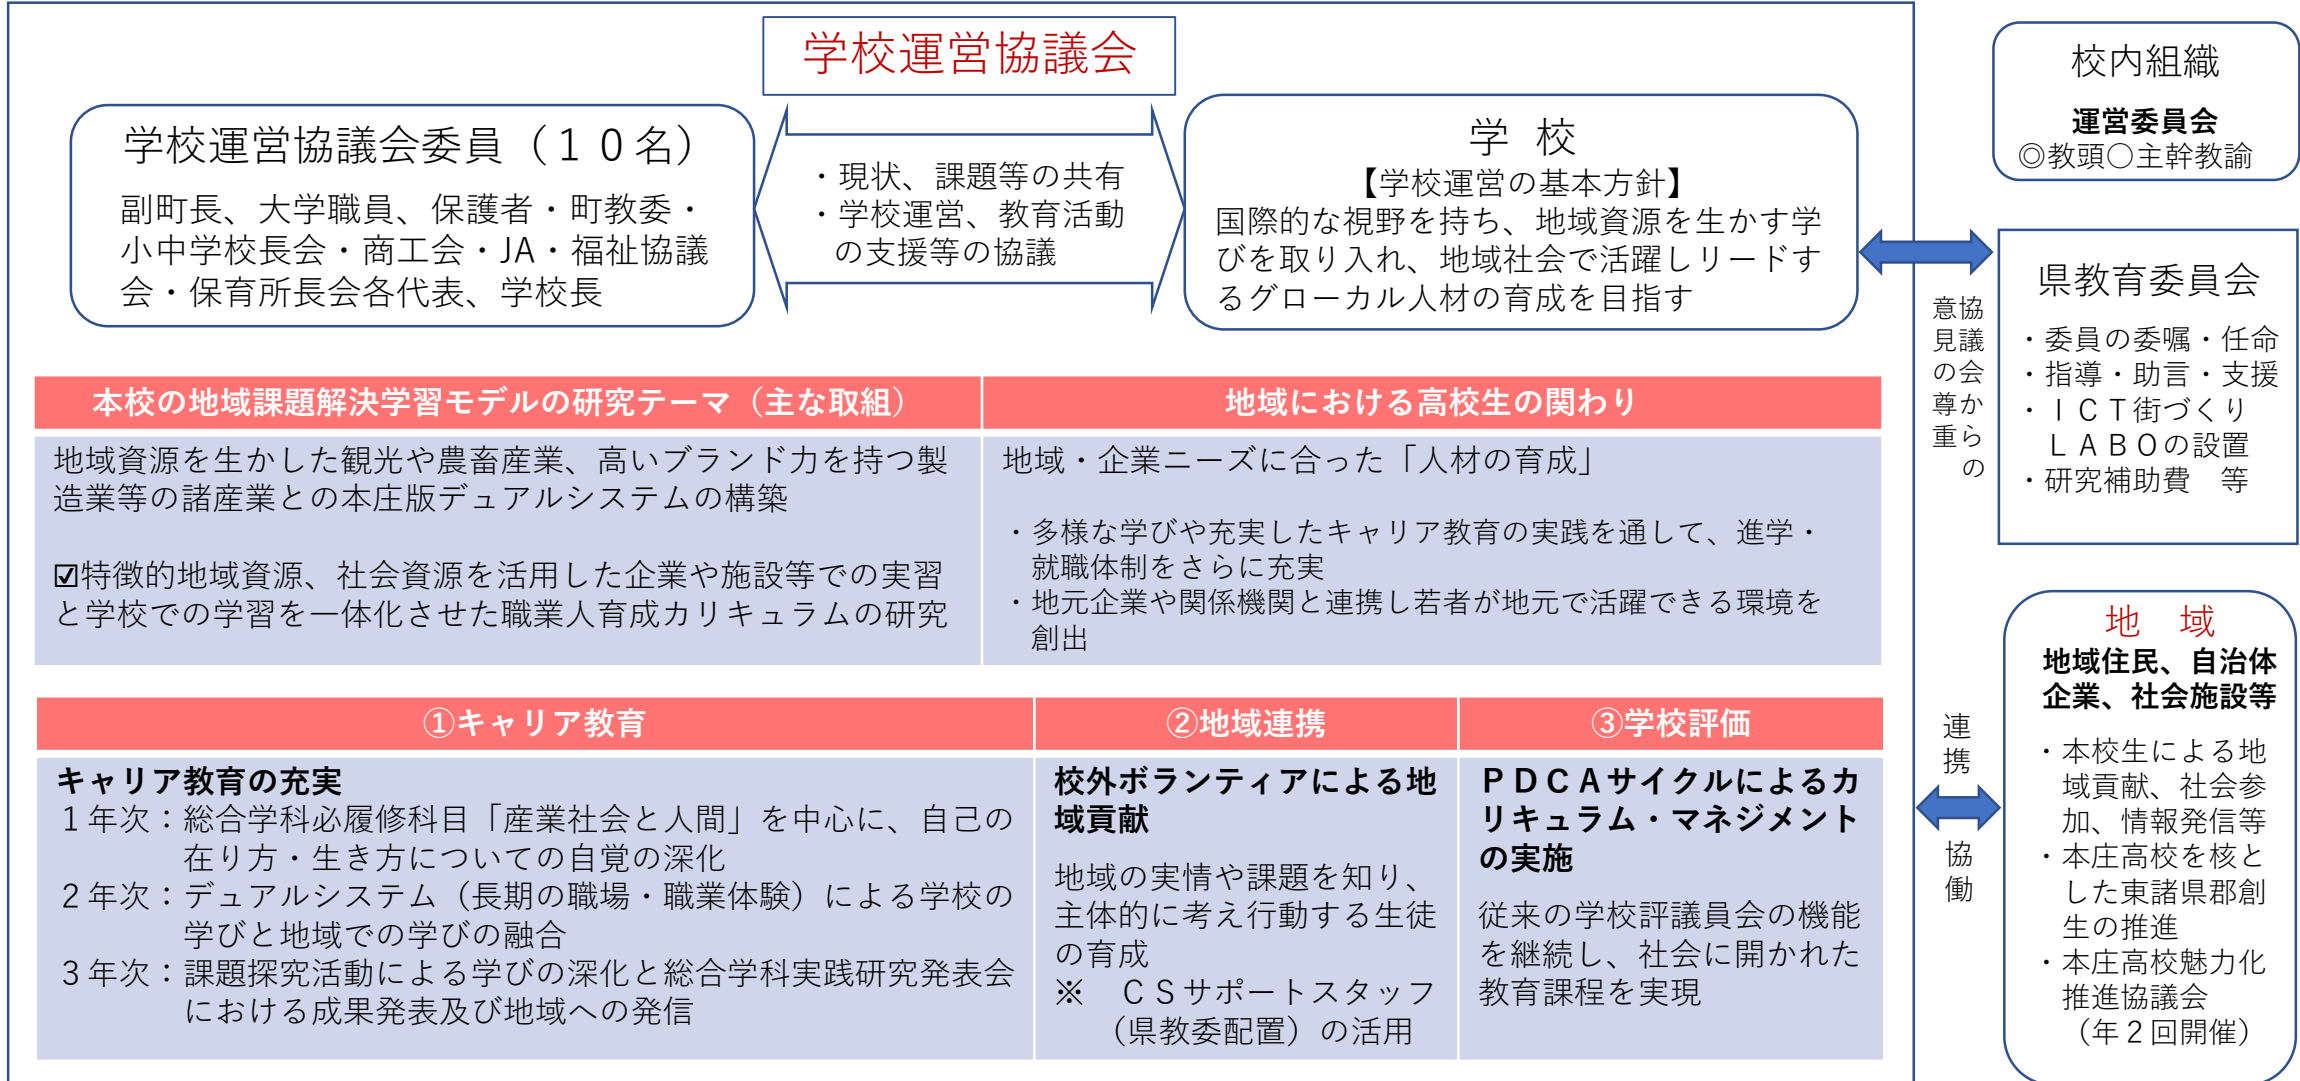 学校運営協議会
学校運営協議会委員（１０名）
副町長、大学職員、保護者・町教委・
小中学校長会・商工会・JA・福祉協議
会・保育所長会各代表、学校長
・現状、課題等の共有
・学校運営、教育活動
の支援等の協議
学 校
【学校運営の基本方針】
国際的な視野を持ち、地域資源を生かす学
びを取り入れ、地域社会で活躍しリードす
るグローカル人材の育成を目指す
校内組織
運営委員会
◎教頭○主幹教諭
協議会からの
意見の尊重
県教育委員会
・委員の委嘱・任命
・指導・助言・支援
・ＩＣＴ街づくり
ＬＡＢＯの設置
・研究補助費　等
本校の地域課題解決学習モデルの研究テーマ（主な取組）
地域資源を生かした観光や農畜産業、高いブランド力を持つ製
造業等の諸産業との本庄版デュアルシステムの構築
☑特徴的地域資源、社会資源を活用した企業や施設等での実習
と学校での学習を一体化させた職業人育成カリキュラムの研究
地域における高校生の関わり
地域・企業ニーズに合った「人材の育成」
・多様な学びや充実したキャリア教育の実践を通して、進学・
就職体制をさらに充実
・地元企業や関係機関と連携し若者が地元で活躍できる環境を
創出
①キャリア教育
キャリア教育の充実
１年次：総合学科必履修科目「産業社会と人間」を中心に、自己の
在り方・生き方についての自覚の深化
２年次：デュアルシステム（長期の職場・職業体験）による学校の
学びと地域での学びの融合
３年次：課題探究活動による学びの深化と総合学科実践研究発表会
における成果発表及び地域への発信
②地域連携
校外ボランティアによる地
域貢献
地域の実情や課題を知り、
主体的に考え行動する生徒
の育成
※　ＣＳサポートスタッフ
（県教委配置）の活用
③学校評価
ＰＤＣＡサイクルによるカ
リキュラム・マネジメント
の実施
従来の学校評議員会の機能
を継続し、社会に開かれた
教育課程を実現
連携
協働
地　域
地域住民、自治体
企業、社会施設等
・本校生による地
域貢献、社会参
加、情報発信等
・本庄高校を核と
した東諸県郡創
生の推進
・本庄高校魅力化
推進協議会
（年２回開催）